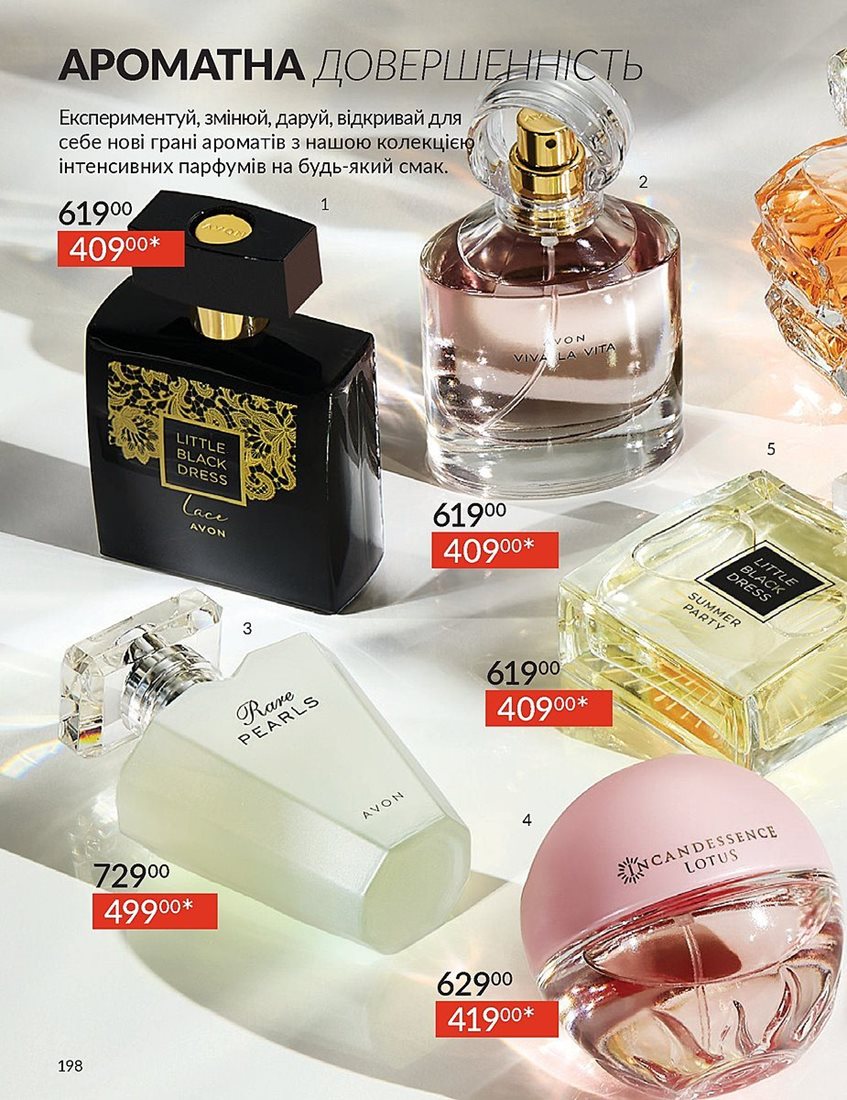 АРОМАТНА ДОВЕРШЕННІСТЬ
Експериментуй, змінюй, даруй, відкривай для
себе нові грані ароматів з нашою колекцією
інтенсивних парфумів на будь-який смак.
619⁰⁰
409⁰⁰*
1
AVON
LITTLE
BLACK
DRESS
Lace
AVON
2
AVON
VIVA LA VITA
619⁰⁰
409⁰⁰*
5
LITTLE
BLACK
DRESS
SUMMER
PARTY
619⁰⁰
409⁰⁰*
3
Rare
PEARLS
AVON
729⁰⁰
499⁰⁰*
4
INCANDESSENCE
LOTUS
629⁰⁰
419⁰⁰*
198